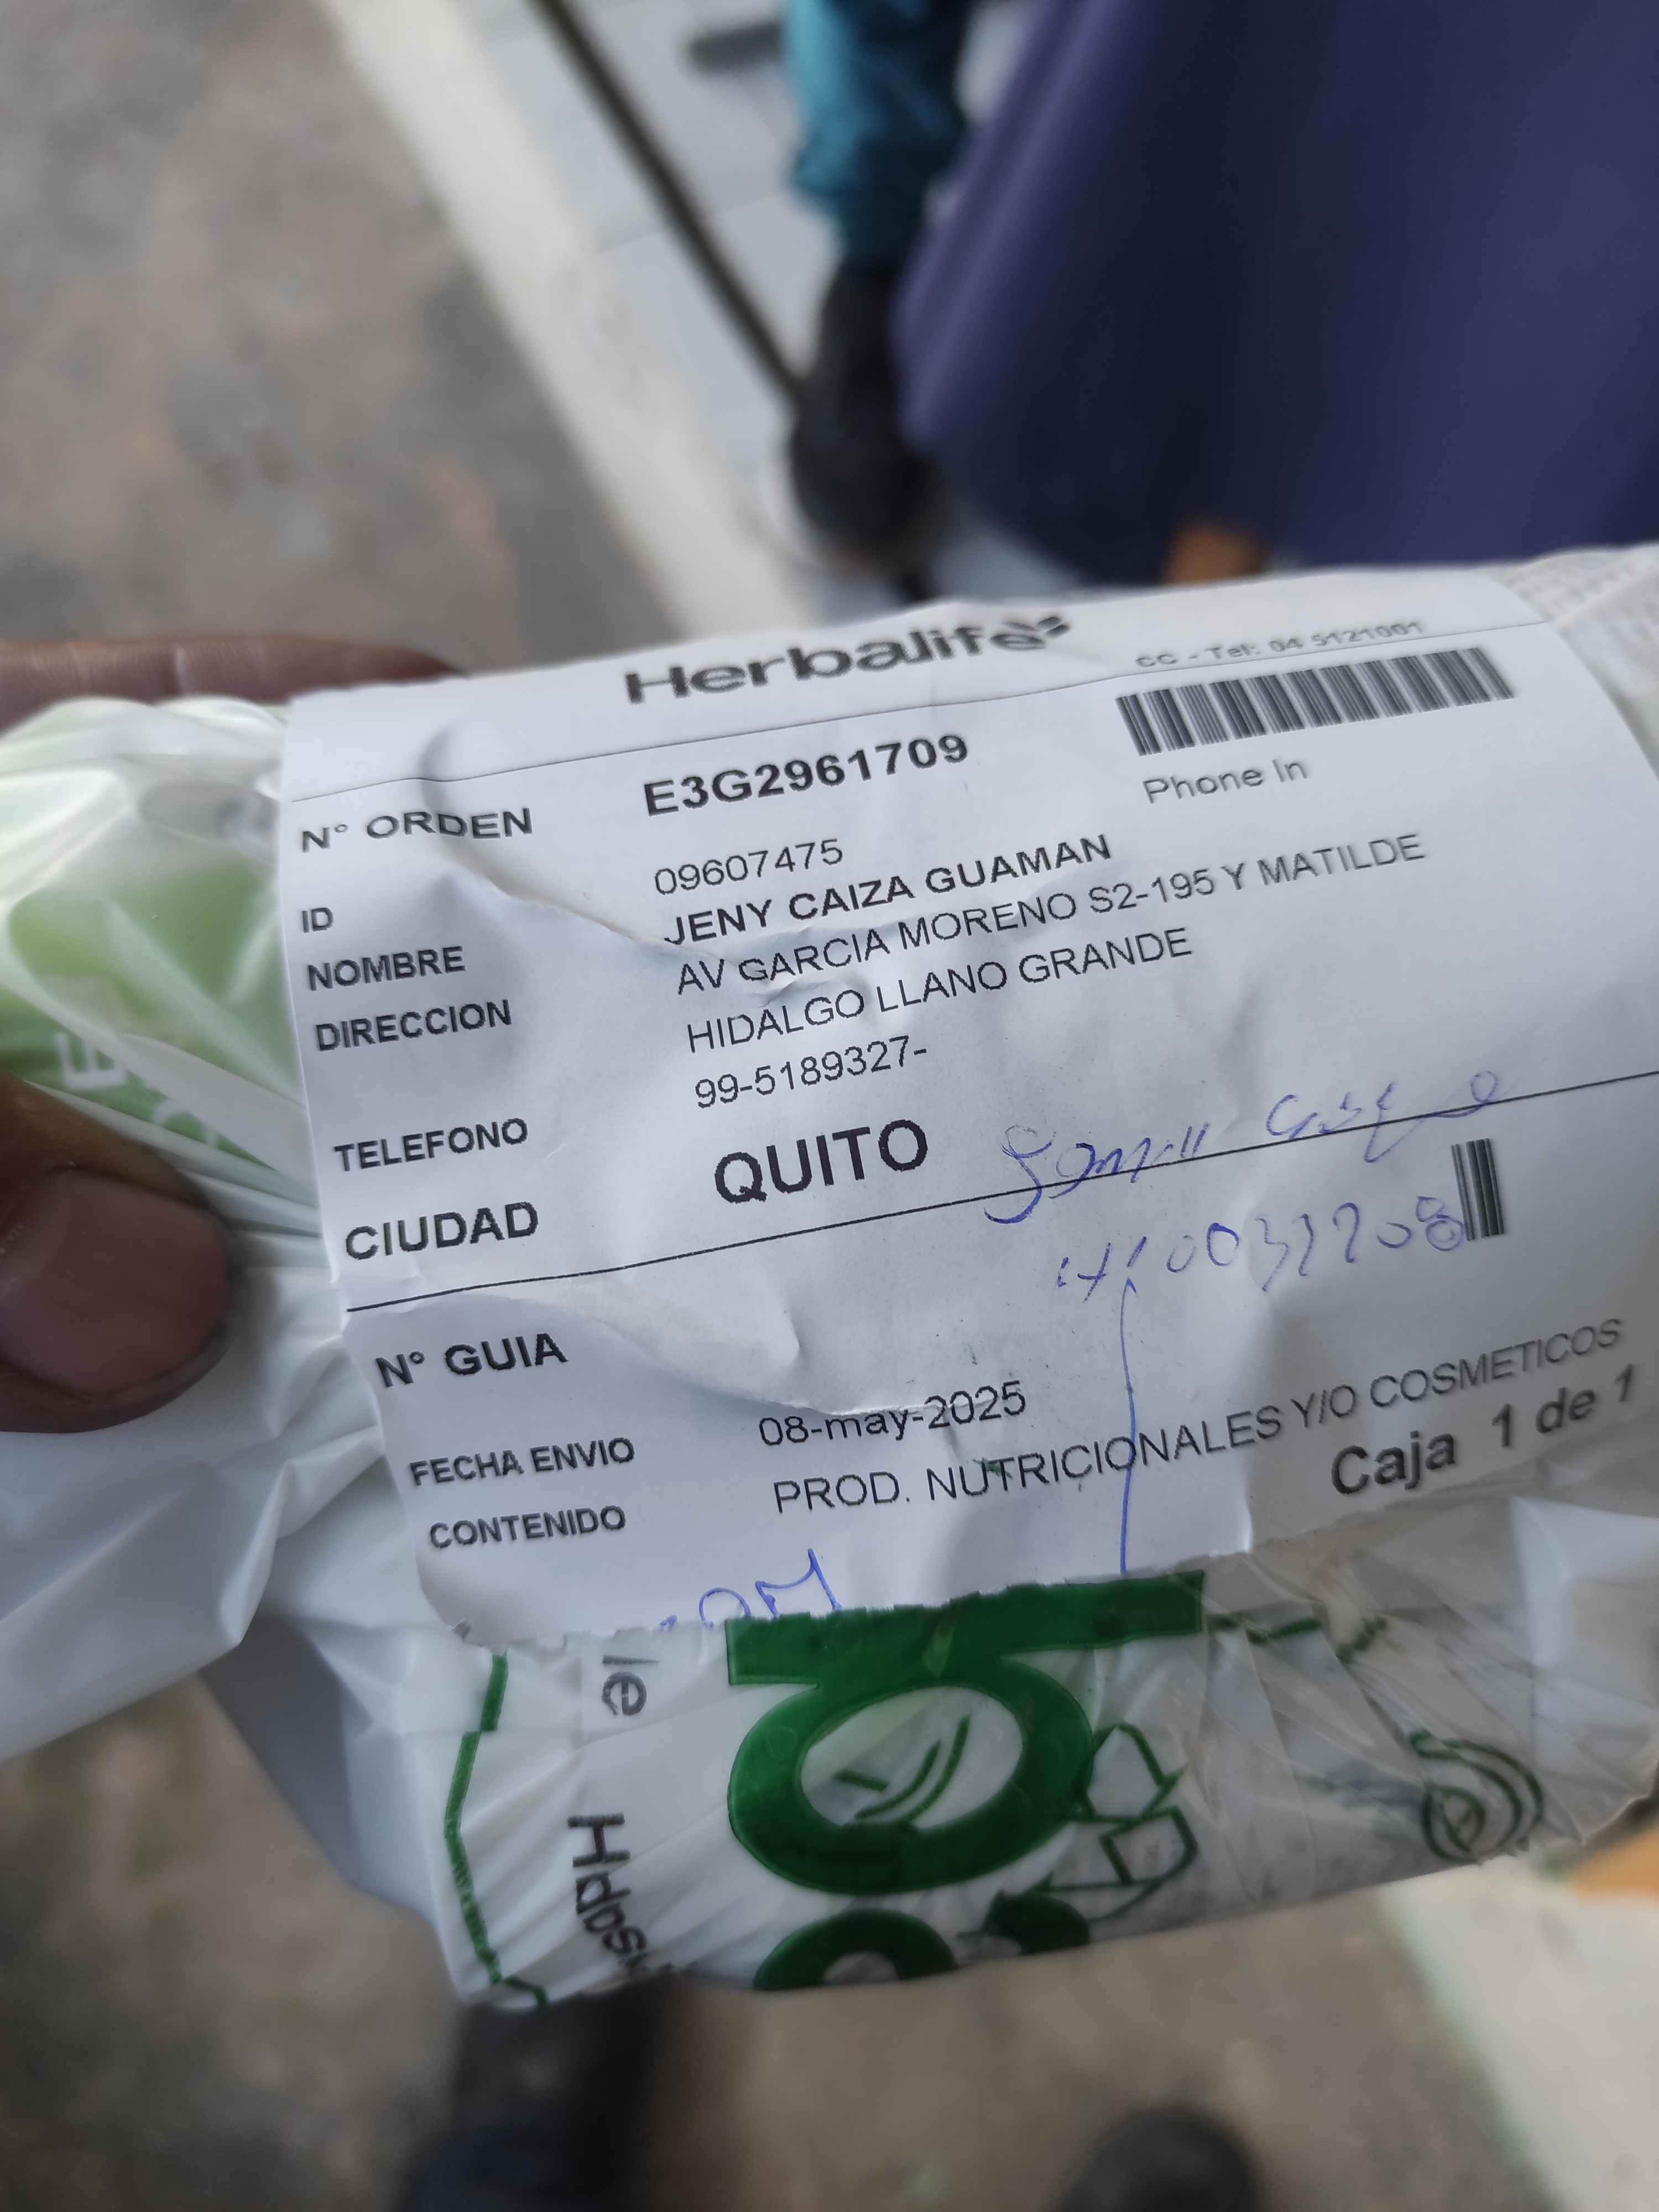 Herbalife
CC - Tel: 04 5121001
N° ORDEN E3G2961709
Phone In
ID 09607475
NOMBRE JENY CAIZA GUAMAN
DIRECCION AV GARCIA MORENO S2-195 Y MATILDE
HIDALGO LLANO GRANDE
TELEFONO 99-5189327-
CIUDAD QUITO
N° GUIA
FECHA ENVIO 08-may-2025
CONTENIDO PROD. NUTRICIONALES Y/O COSMETICOS
Caja 1 de 1
le